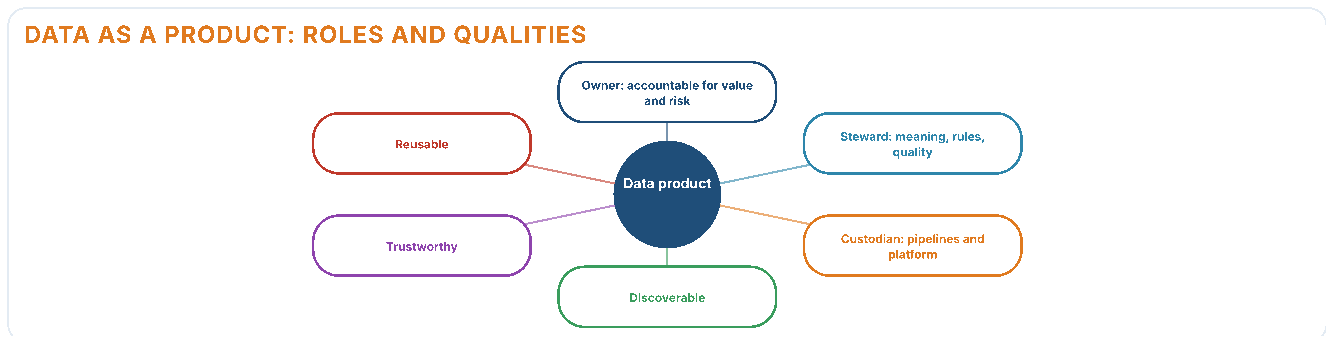 DATA AS A PRODUCT: ROLES AND QUALITIES
Owner: accountable for value
and risk
Reusable
Steward: meaning, rules,
quality
Data product
Trustworthy
Custodian: pipelines and
platform
Discoverable